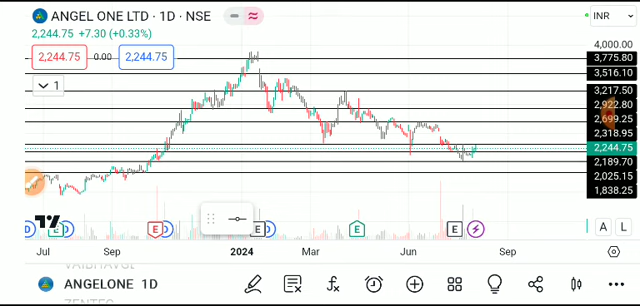 ANGEL ONE LTD · 1D · NSE
INR
2,244.75 +7.30 (+0.33%)
2,244.75 0.00 2,244.75
1
4,000.00
3,775.80
3,516.10
3,217.50
2,922.80
2,318.95
2,244.75
2,189.70
2,025.15
1,838.25
E D E D E D E E
A L
Jul Sep 2024 Mar Jun Sep
ANGELONE 1D